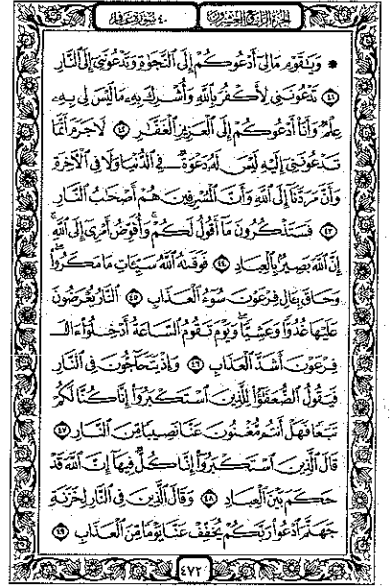 الجزء الرابع والعشرون
٤٠ سورة غافر
۞ وَيَٰقَوْمِ مَا لِىٓ أَدْعُوكُمْ إِلَى ٱلنَّجَوٰةِ وَتَدْعُونَنِىٓ إِلَى ٱلنَّارِ
﴿٤١﴾ تَدْعُونَنِى لِأَكْفُرَ بِٱللَّهِ وَأُشْرِكَ بِهِۦ مَا لَيْسَ لِى بِهِۦ
عِلْمٌ وَأَنَا۠ أَدْعُوكُمْ إِلَى ٱلْعَزِيزِ ٱلْغَفَّٰرِ ﴿٤٢﴾ لَا جَرَمَ أَنَّمَا
تَدْعُونَنِىٓ إِلَيْهِ لَيْسَ لَهُۥ دَعْوَةٌ فِى ٱلدُّنْيَا وَلَا فِى ٱلْءَاخِرَةِ
وَأَنَّ مَرَدَّنَآ إِلَى ٱللَّهِ وَأَنَّ ٱلْمُسْرِفِينَ هُمْ أَصْحَٰبُ ٱلنَّارِ
﴿٤٣﴾ فَسَتَذْكُرُونَ مَآ أَقُولُ لَكُمْ وَأُفَوِّضُ أَمْرِىٓ إِلَى ٱللَّهِ
إِنَّ ٱللَّهَ بَصِيرٌۢ بِٱلْعِبَادِ ﴿٤٤﴾ فَوَقَىٰهُ ٱللَّهُ سَيِّـَٔاتِ مَا مَكَرُوا۟
وَحَاقَ بِـَٔالِ فِرْعَوْنَ سُوٓءُ ٱلْعَذَابِ ﴿٤٥﴾ ٱلنَّارُ يُعْرَضُونَ
عَلَيْهَا غُدُوًّا وَعَشِيًّا وَيَوْمَ تَقُومُ ٱلسَّاعَةُ أَدْخِلُوٓا۟ ءَالَ
فِرْعَوْنَ أَشَدَّ ٱلْعَذَابِ ﴿٤٦﴾ وَإِذْ يَتَحَآجُّونَ فِى ٱلنَّارِ
فَيَقُولُ ٱلضُّعَفَٰٓؤُا۟ لِلَّذِينَ ٱسْتَكْبَرُوٓا۟ إِنَّا كُنَّا لَكُمْ
تَبَعًا فَهَلْ أَنتُم مُّغْنُونَ عَنَّا نَصِيبًا مِّنَ ٱلنَّارِ ﴿٤٧﴾
قَالَ ٱلَّذِينَ ٱسْتَكْبَرُوٓا۟ إِنَّا كُلٌّ فِيهَآ إِنَّ ٱللَّهَ قَدْ
حَكَمَ بَيْنَ ٱلْعِبَادِ ﴿٤٨﴾ وَقَالَ ٱلَّذِينَ فِى ٱلنَّارِ لِخَزَنَةِ
جَهَنَّمَ ٱدْعُوا۟ رَبَّكُمْ يُخَفِّفْ عَنَّا يَوْمًا مِّنَ ٱلْعَذَابِ ﴿٤٩﴾
٤٧٢